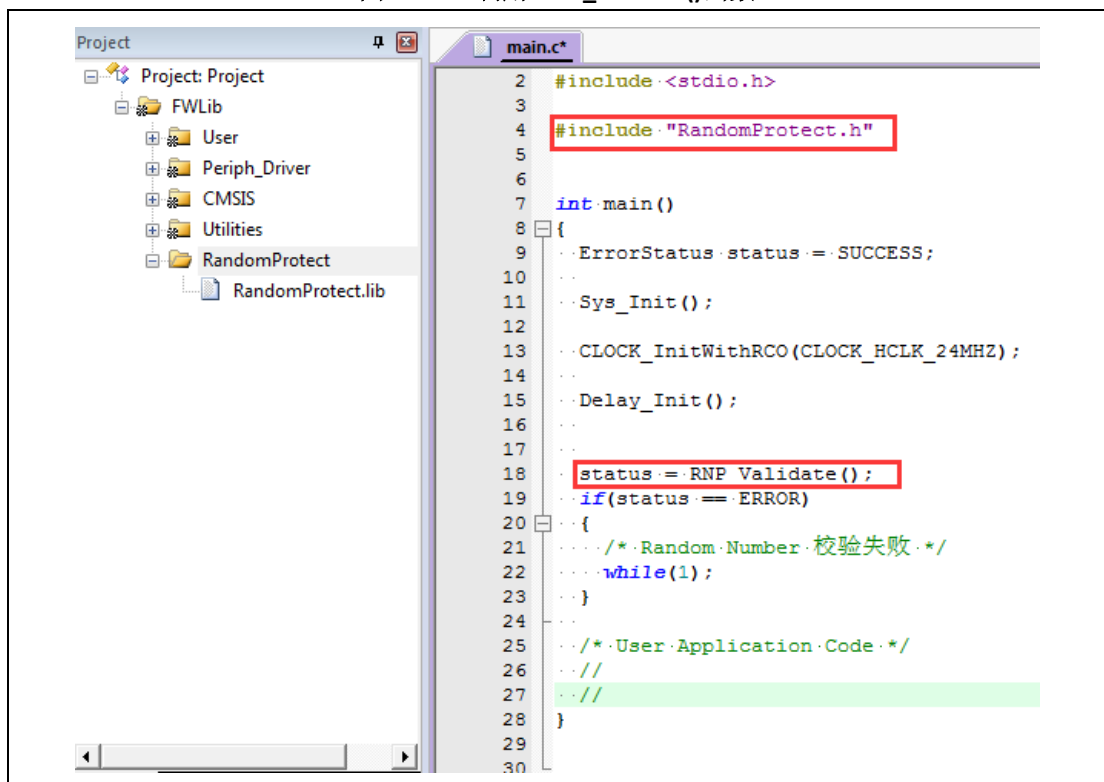 Project
Project: Project
FWLib
User
Periph_Driver
CMSIS
Utilities
RandomProtect
RandomProtect.lib
main.c*
2 #include <stdio.h>
3
4 #include "RandomProtect.h"
5
6
7 int main()
8 {
9 ErrorStatus status = SUCCESS;
10
11 Sys_Init();
12
13 CLOCK_InitWithRCO(CLOCK_HCLK_24MHZ);
14
15 Delay_Init();
16
17
18 status = RNP_Validate();
19 if(status == ERROR)
20 {
21 /* Random Number 校验失败 */
22 while(1);
23 }
24
25 /* User Application Code */
26 //
27 //
28 }
29
30